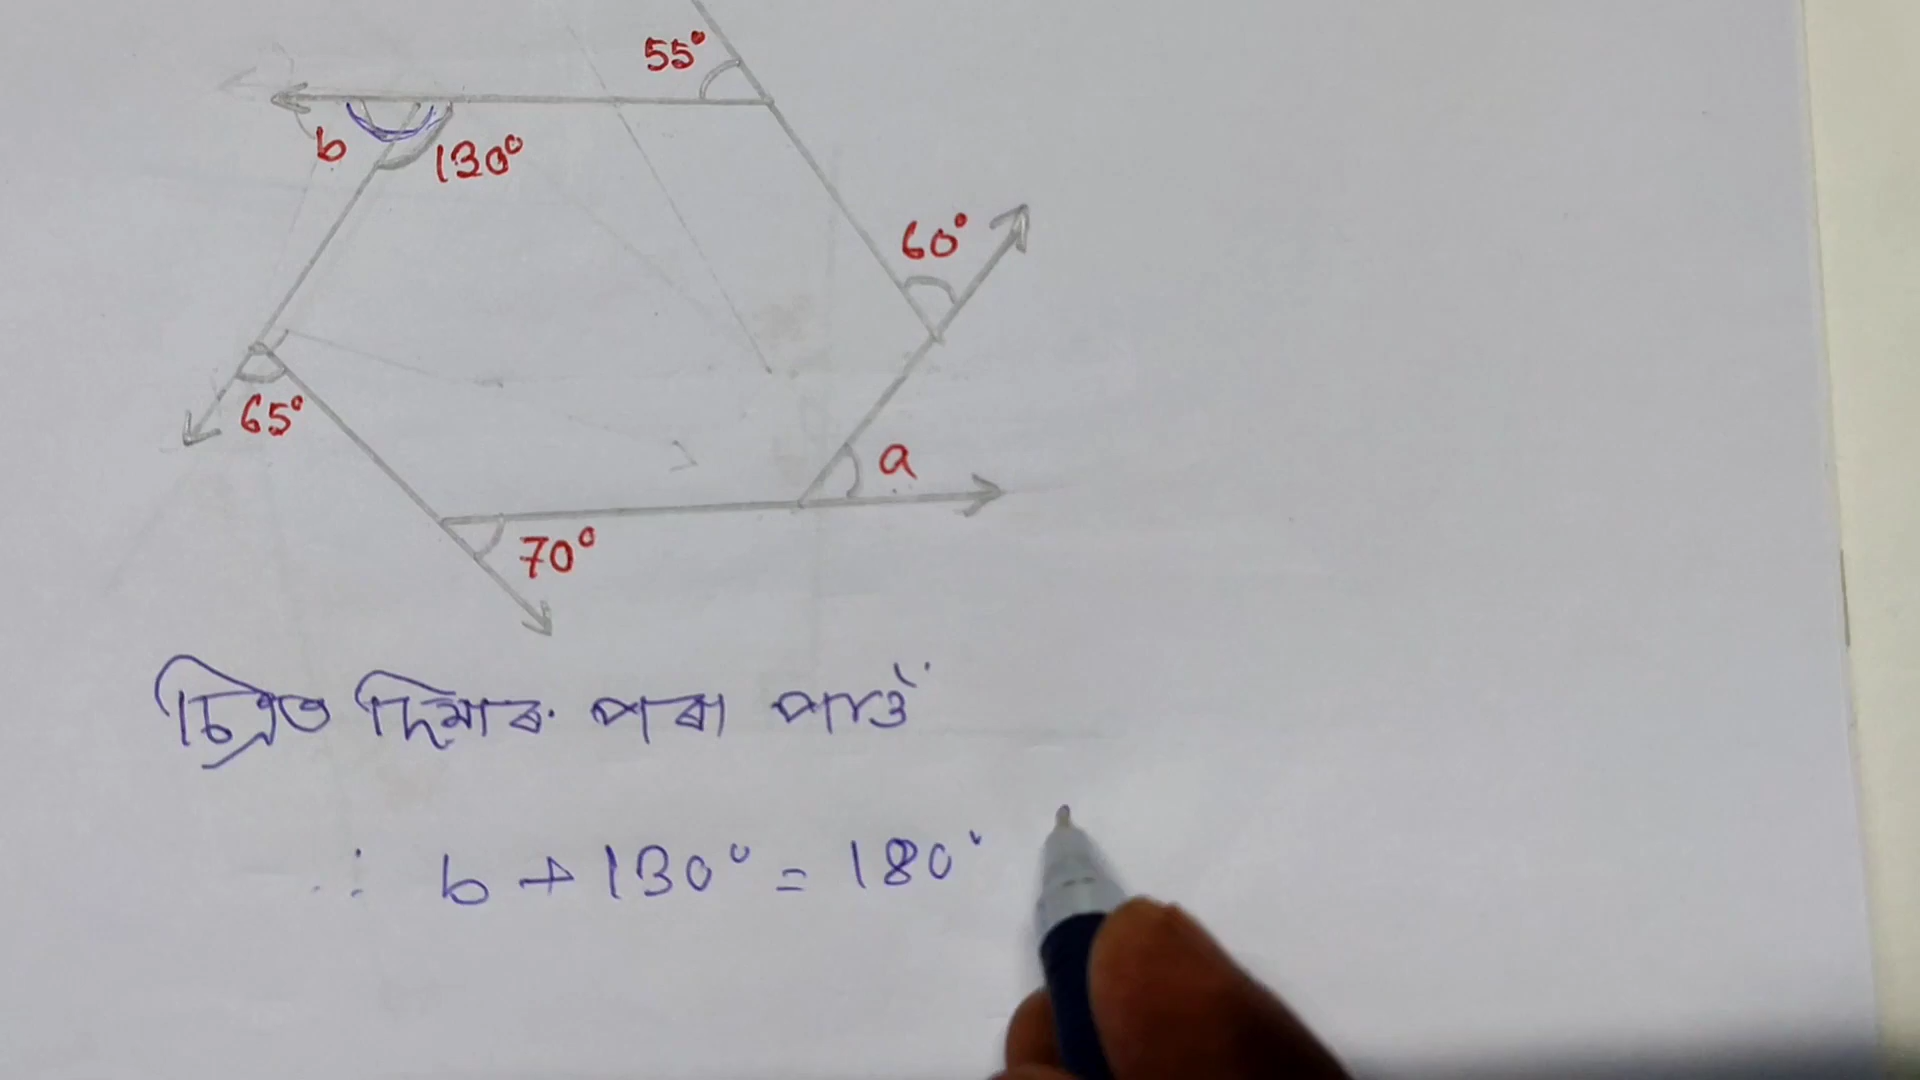 55°
b 130°
60°
65°
a
70°
চিত্ৰত দিয়াৰ পৰা পাওঁ
∴ b + 130° = 180°